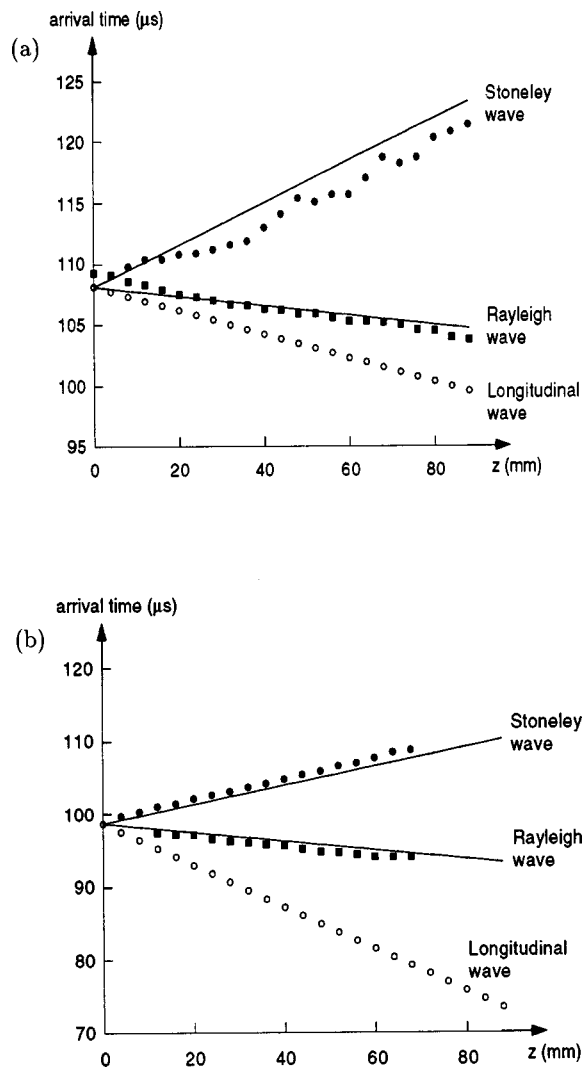 arrival time (μs)
(a)
125
120
115
110
105
100
95
Stoneley
wave
Rayleigh
wave
Longitudinal
wave
0 20 40 60 80
z (mm)
arrival time (μs)
(b)
120
110
100
90
80
70
Stoneley
wave
Rayleigh
wave
Longitudinal
wave
0 20 40 60 80 z (mm)